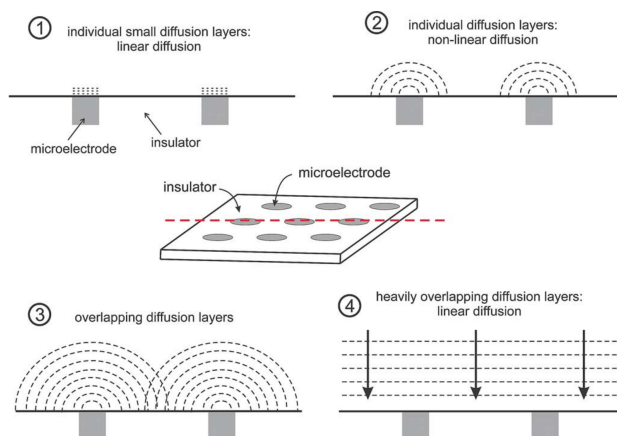 1
individual small diffusion layers:
linear diffusion
microelectrode
insulator
2
individual diffusion layers:
non-linear diffusion
insulator
microelectrode
3
overlapping diffusion layers
4
heavily overlapping diffusion layers:
linear diffusion